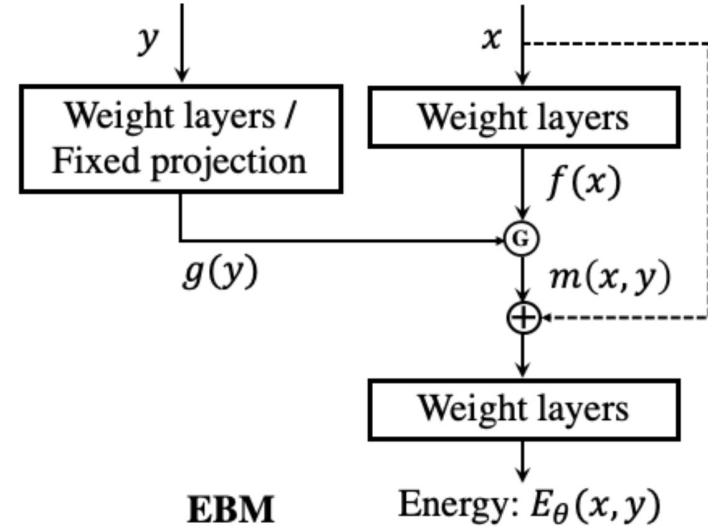 y
x
Weight layers /
Fixed projection
Weight layers
f(x)
G
g(y)
m(x, y)
+
Weight layers
EBM
Energy: E_θ(x, y)